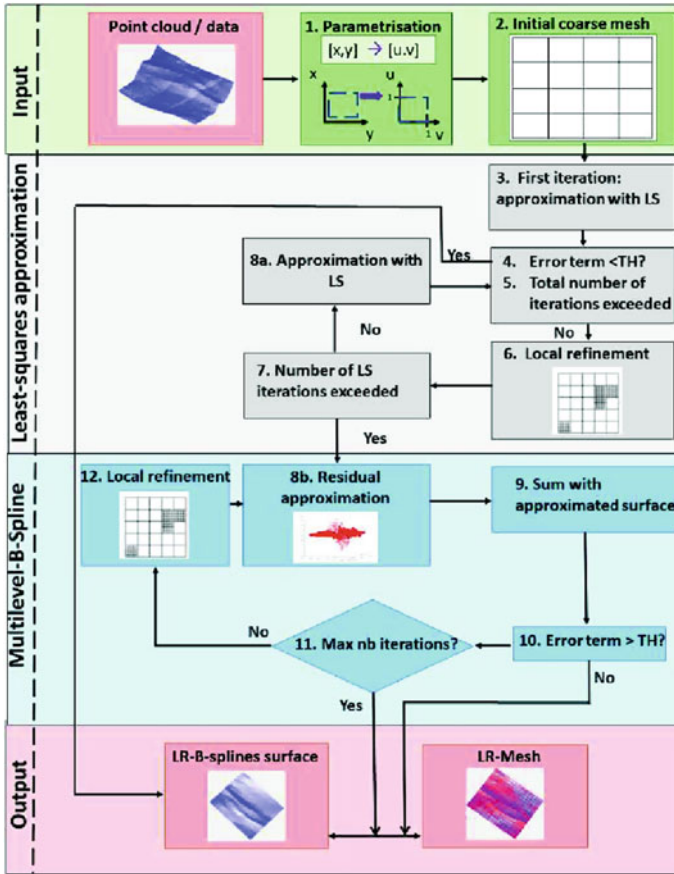 Input
Point cloud / data
1. Parametrisation
[x,y] → [u.v]
x
y
u
1
1
v
2. Initial coarse mesh
Least-squares approximation
3. First iteration:
approximation with LS
4. Error term <TH?
5. Total number of
iterations exceeded
Yes
8a. Approximation with
LS
No
No
6. Local refinement
7. Number of LS
iterations exceeded
Yes
Multilevel-B-Spline
12. Local refinement
8b. Residual
approximation
9. Sum with
approximated surface
10. Error term > TH?
11. Max nb iterations?
No
No
Yes
Output
LR-B-splines surface
LR-Mesh